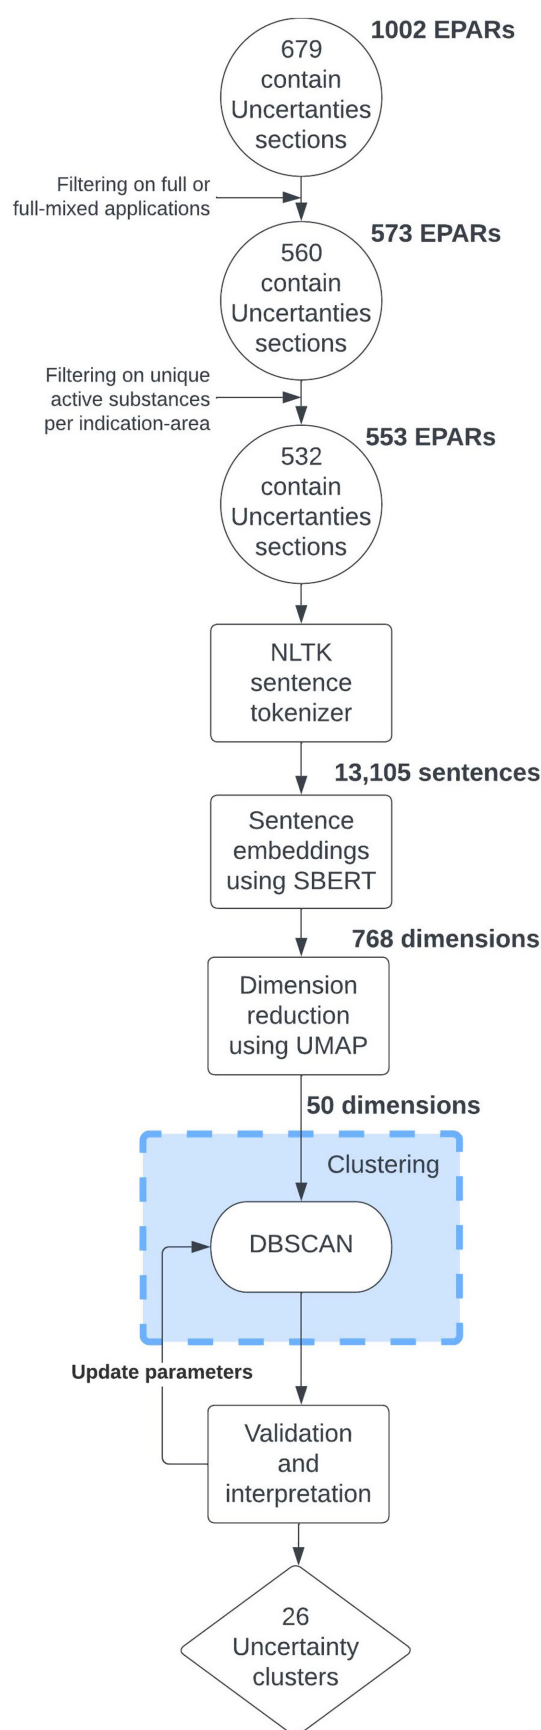 1002 EPARs
679
contain
Uncertanties
sections
Filtering on full or
full-mixed applications
573 EPARs
560
contain
Uncertanties
sections
Filtering on unique
active substances
per indication-area
553 EPARs
532
contain
Uncertanties
sections
NLTK
sentence
tokenizer
13,105 sentences
Sentence
embeddings
using SBERT
768 dimensions
Dimension
reduction
using UMAP
50 dimensions
Clustering
DBSCAN
Update parameters
Validation
and
interpretation
26
Uncertainty
clusters